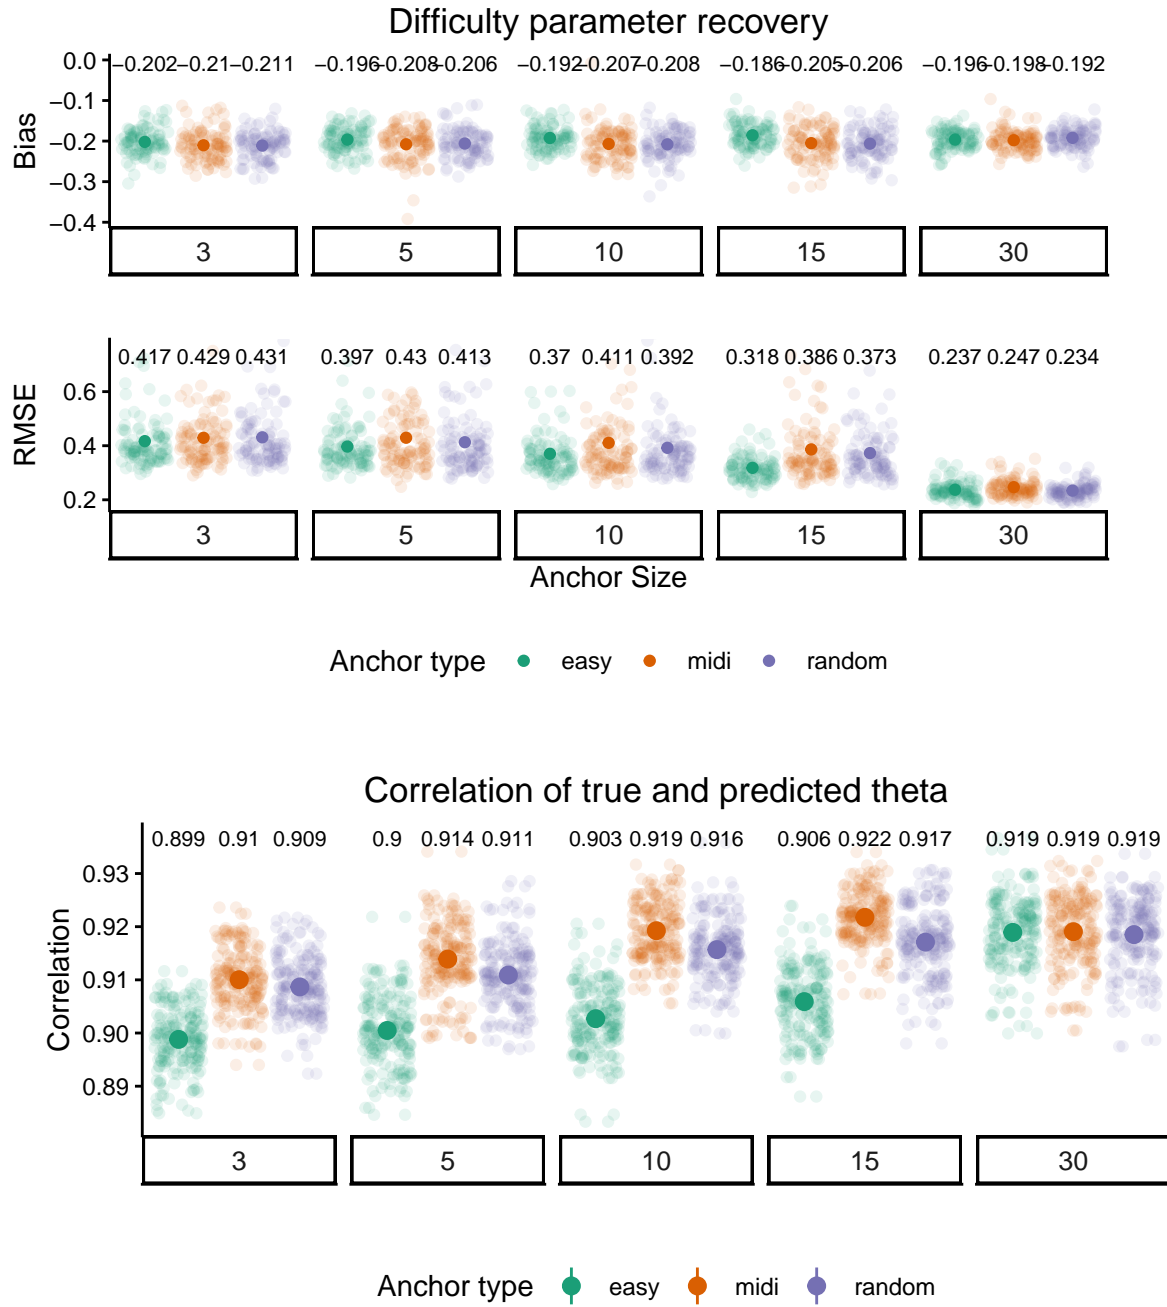 Difficulty parameter recovery
−0.202 −0.21 −0.211 −0.196 −0.208 −0.206 −0.192 −0.207 −0.208 −0.186 −0.205 −0.206 −0.196 −0.198 −0.192
0.0
−0.1
−0.2
−0.3
−0.4
Bias
3 5 10 15 30
0.417 0.429 0.431 0.397 0.43 0.413 0.37 0.411 0.392 0.318 0.386 0.373 0.237 0.247 0.234
0.6
0.4
0.2
RMSE
3 5 10 15 30
Anchor Size
Anchor type easy midi random
Correlation of true and predicted theta
0.899 0.91 0.909 0.9 0.914 0.911 0.903 0.919 0.916 0.906 0.922 0.917 0.919 0.919 0.919
0.93
0.92
0.91
0.90
0.89
Correlation
3 5 10 15 30
Anchor type easy midi random